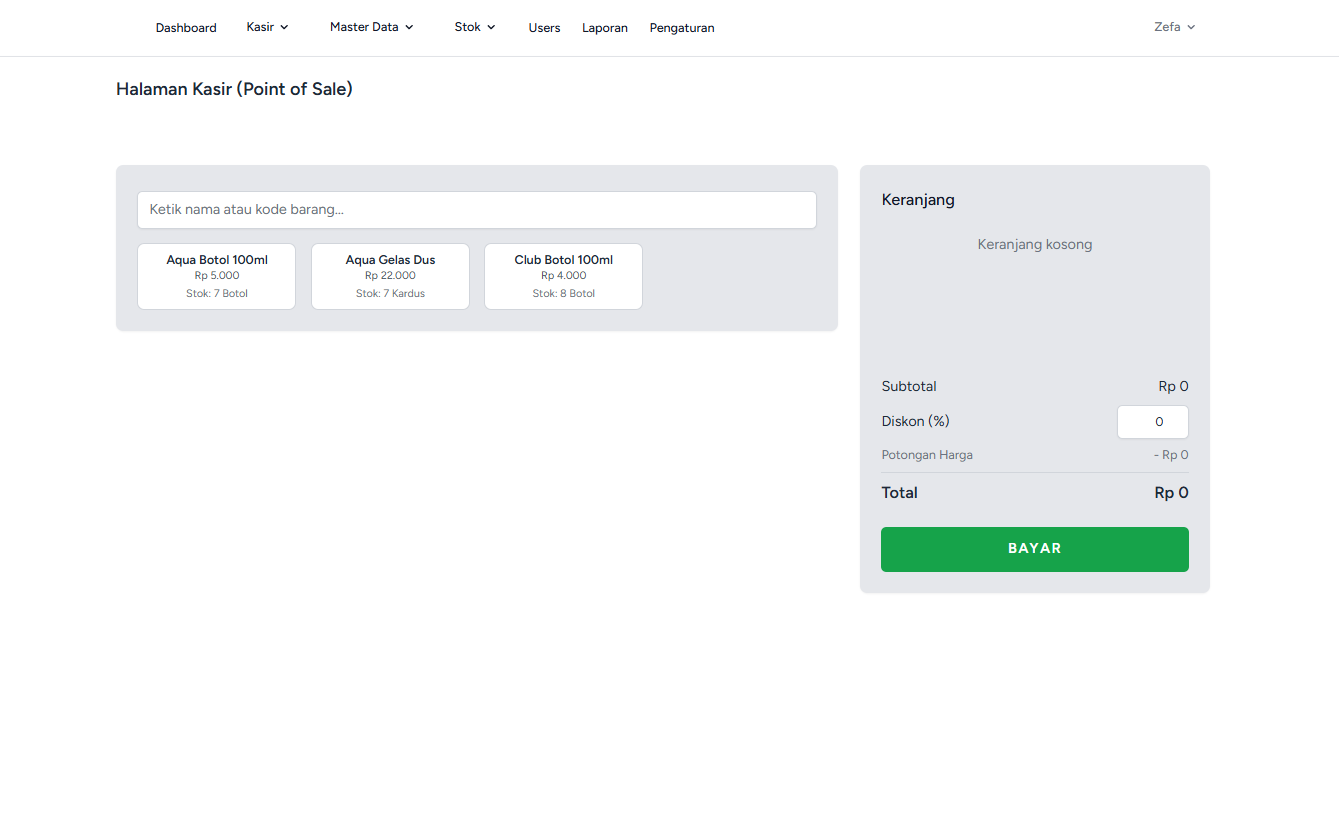 Dashboard Kasir Master Data Stok Users Laporan Pengaturan Zefa
Halaman Kasir (Point of Sale)
Ketik nama atau kode barang...
Aqua Botol 100ml
Rp 5.000
Stok: 7 Botol
Aqua Gelas Dus
Rp 22.000
Stok: 7 Kardus
Club Botol 100ml
Rp 4.000
Stok: 8 Botol
Keranjang
Keranjang kosong
Subtotal Rp 0
Diskon (%) 0
Potongan Harga - Rp 0
Total Rp 0
BAYAR